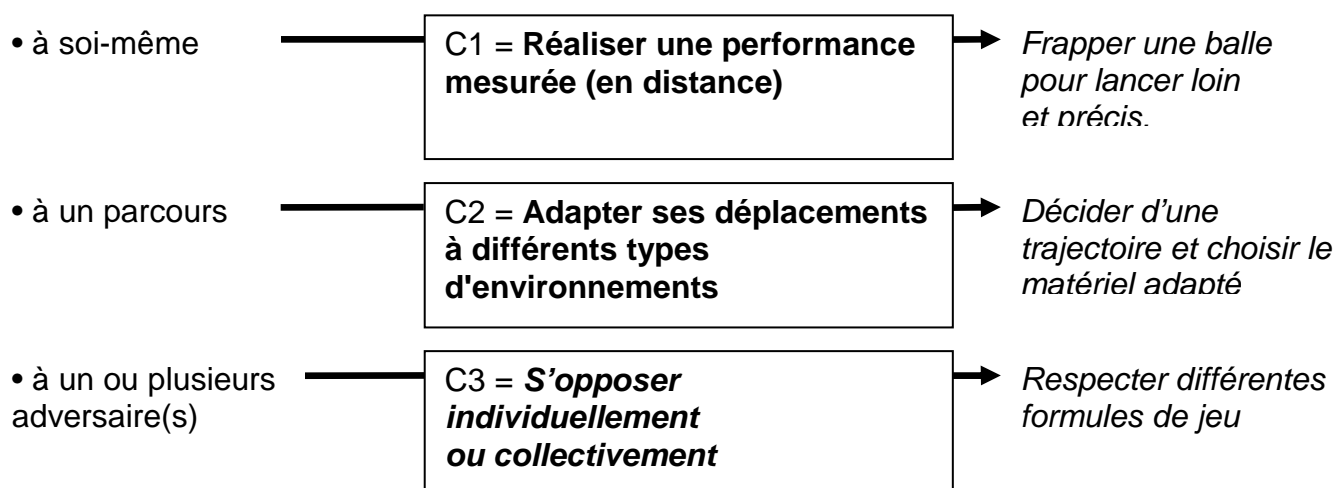 • à soi-même
C1 = Réaliser une performance
mesurée (en distance)
Frapper une balle
pour lancer loin
et précis.
• à un parcours
C2 = Adapter ses déplacements
à différents types
d'environnements
Décider d’une
trajectoire et choisir le
matériel adapté
• à un ou plusieurs
adversaire(s)
C3 = S’opposer
individuellement
ou collectivement
Respecter différentes
formules de jeu